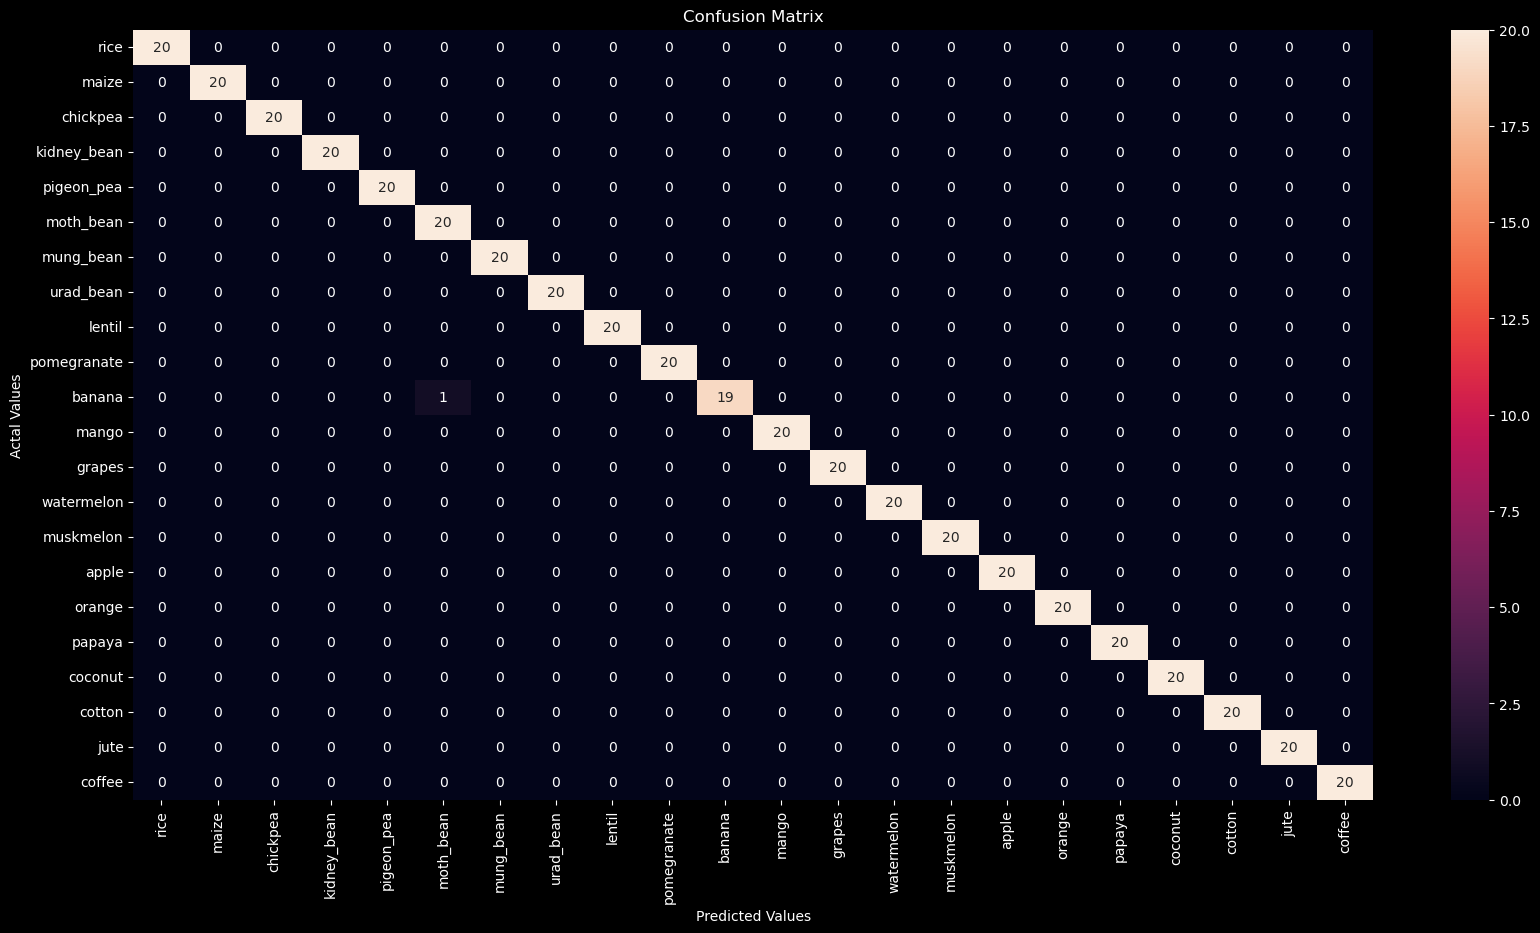 Confusion Matrix
rice 20 0 0 0 0 0 0 0 0 0 0 0 0 0 0 0 0 0 0 0 0 0
maize 0 20 0 0 0 0 0 0 0 0 0 0 0 0 0 0 0 0 0 0 0 0
chickpea 0 0 20 0 0 0 0 0 0 0 0 0 0 0 0 0 0 0 0 0 0 0
kidney_bean 0 0 0 20 0 0 0 0 0 0 0 0 0 0 0 0 0 0 0 0 0 0
pigeon_pea 0 0 0 0 20 0 0 0 0 0 0 0 0 0 0 0 0 0 0 0 0 0
moth_bean 0 0 0 0 0 20 0 0 0 0 0 0 0 0 0 0 0 0 0 0 0 0
mung_bean 0 0 0 0 0 0 20 0 0 0 0 0 0 0 0 0 0 0 0 0 0 0
urad_bean 0 0 0 0 0 0 0 20 0 0 0 0 0 0 0 0 0 0 0 0 0 0
lentil 0 0 0 0 0 0 0 0 20 0 0 0 0 0 0 0 0 0 0 0 0 0
pomegranate 0 0 0 0 0 0 0 0 0 20 0 0 0 0 0 0 0 0 0 0 0 0
banana 0 0 0 0 0 1 0 0 0 0 19 0 0 0 0 0 0 0 0 0 0 0
mango 0 0 0 0 0 0 0 0 0 0 0 20 0 0 0 0 0 0 0 0 0 0
grapes 0 0 0 0 0 0 0 0 0 0 0 0 20 0 0 0 0 0 0 0 0 0
watermelon 0 0 0 0 0 0 0 0 0 0 0 0 0 20 0 0 0 0 0 0 0 0
muskmelon 0 0 0 0 0 0 0 0 0 0 0 0 0 0 20 0 0 0 0 0 0 0
apple 0 0 0 0 0 0 0 0 0 0 0 0 0 0 0 20 0 0 0 0 0 0
orange 0 0 0 0 0 0 0 0 0 0 0 0 0 0 0 0 20 0 0 0 0 0
papaya 0 0 0 0 0 0 0 0 0 0 0 0 0 0 0 0 0 20 0 0 0 0
coconut 0 0 0 0 0 0 0 0 0 0 0 0 0 0 0 0 0 0 20 0 0 0
cotton 0 0 0 0 0 0 0 0 0 0 0 0 0 0 0 0 0 0 0 20 0 0
jute 0 0 0 0 0 0 0 0 0 0 0 0 0 0 0 0 0 0 0 0 20 0
coffee 0 0 0 0 0 0 0 0 0 0 0 0 0 0 0 0 0 0 0 0 0 20
Actal Values
rice maize chickpea kidney_bean pigeon_pea moth_bean mung_bean urad_bean lentil pomegranate banana mango grapes watermelon muskmelon apple orange papaya coconut cotton jute coffee
Predicted Values
20.0
17.5
15.0
12.5
10.0
7.5
5.0
2.5
0.0